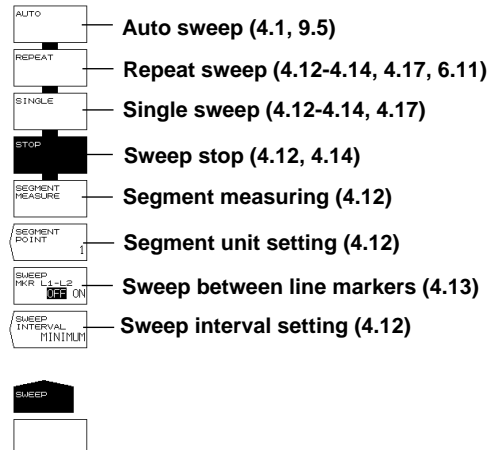 AUTO
Auto sweep (4.1, 9.5)
REPEAT
Repeat sweep (4.12-4.14, 4.17, 6.11)
SINGLE
Single sweep (4.12-4.14, 4.17)
STOP
Sweep stop (4.12, 4.14)
SEGMENT
MEASURE
Segment measuring (4.12)
SEGMENT
POINT
1
Segment unit setting (4.12)
SWEEP
MKR L1-L2
OFF ON
Sweep between line markers (4.13)
SWEEP
INTERVAL
MINIMUM
Sweep interval setting (4.12)
SWEEP